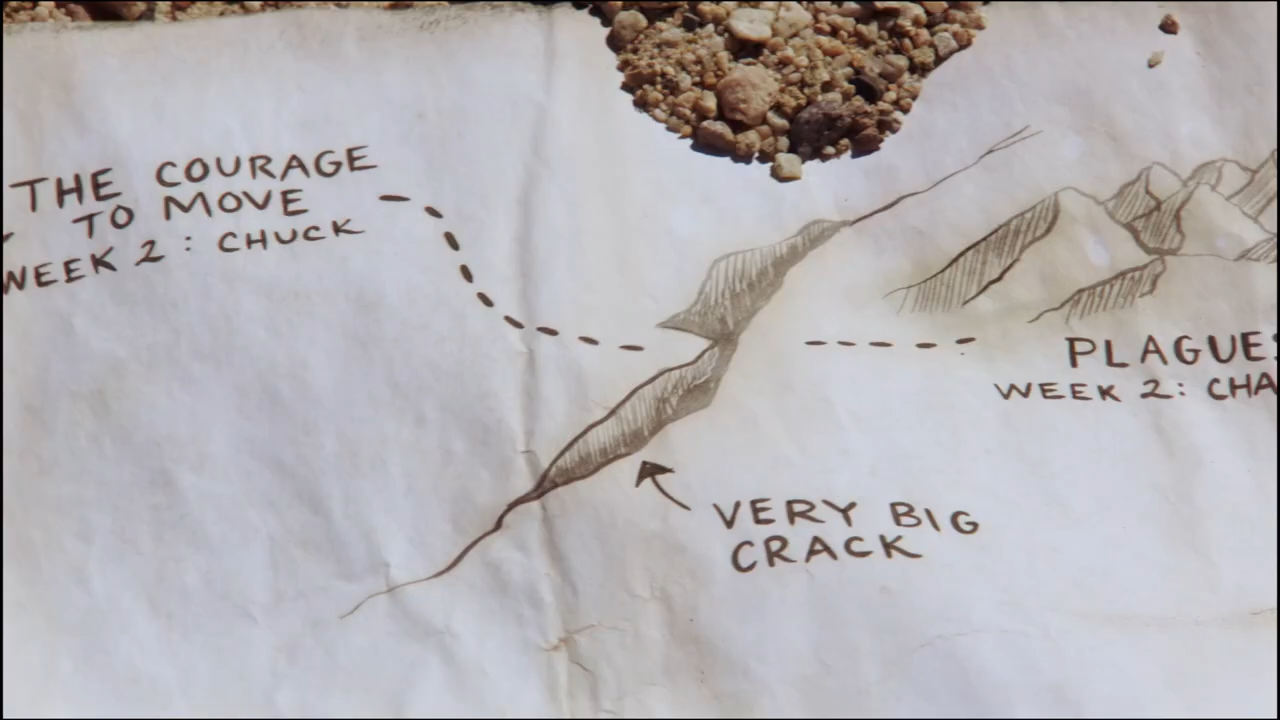 THE COURAGE
TO MOVE
WEEK 2: CHUCK
PLAGUES
WEEK 2: CHA
VERY BIG
CRACK